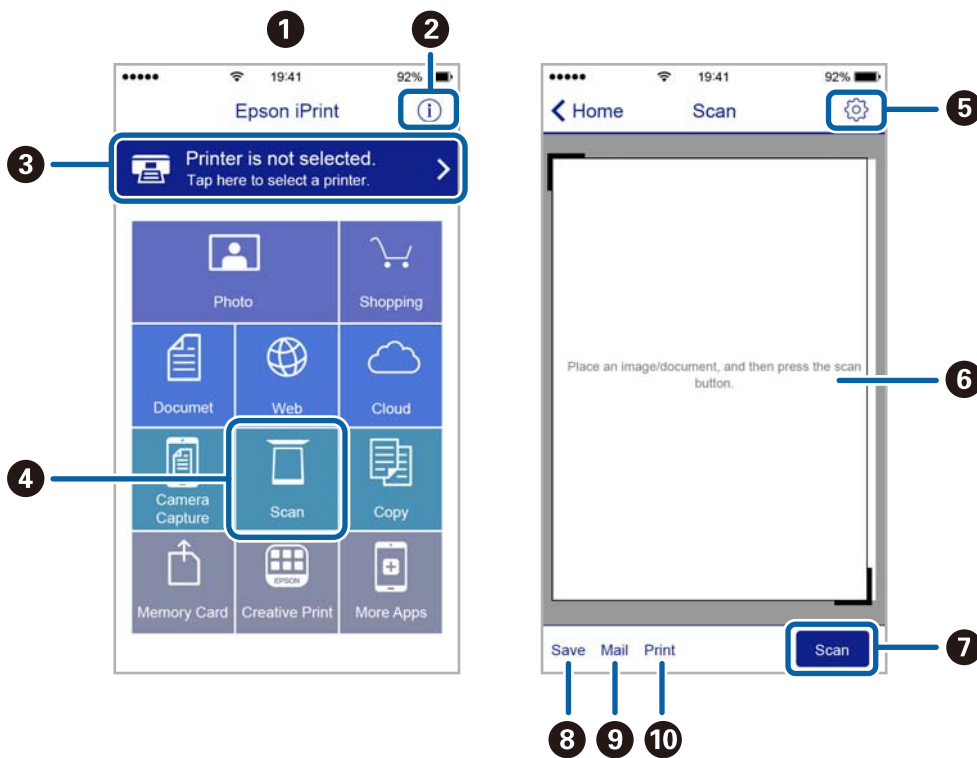 1
2
19:41
92%
Epson iPrint
i
3
Printer is not selected.
Tap here to select a printer.
Photo
Shopping
Documet
Web
Cloud
4
Camera
Capture
Scan
Copy
EPSON
Memory Card
Creative Print
More Apps
19:41
92%
Home
Scan
5
Place an image/document, and then press the scan
button.
6
Save
Mail
Print
Scan
7
8
9
10